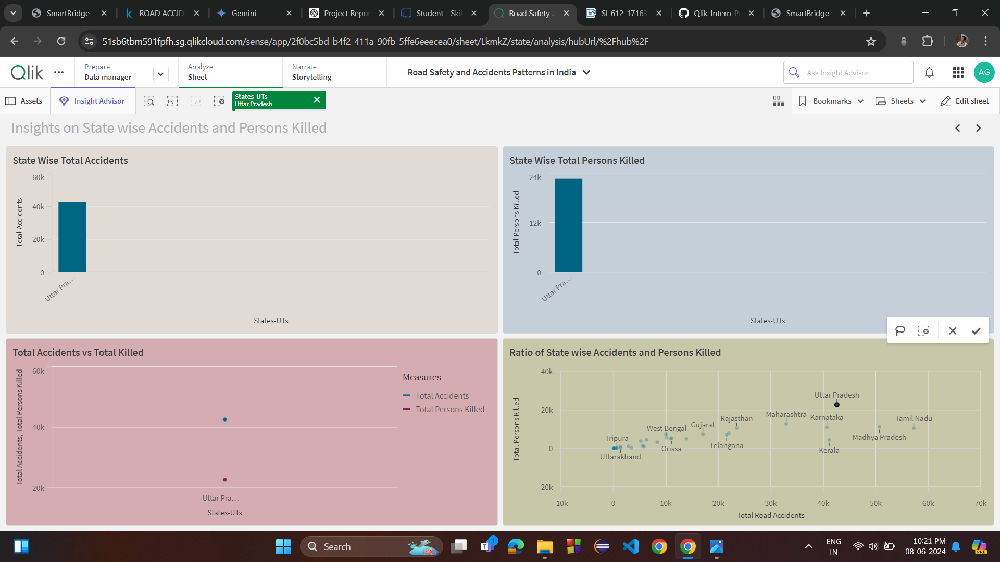 SmartBridge
ROAD ACCID
Gemini
Project Repor
Student - Skil
Road Safety a
SI-612-17163
Qlik-Intern-P
SmartBridge
51sb6tbm591fpfh.sg.qlikcloud.com/sense/app/2f0bc5bd-b4f2-411a-90fb-5ffe6eeecea0/sheet/LkmkZ/state/analysis/hubUrl/%2Fhub%2F
Qlik
Prepare
Data manager
Analyze
Sheet
Narrate
Storytelling
Road Safety and Accidents Patterns in India
Ask Insight Advisor
AG
Assets
Insight Advisor
States-UTs
Uttar Pradesh
Bookmarks
Sheets
Edit sheet
Insights on State wise Accidents and Persons Killed
State Wise Total Accidents
Total Accidents
60k
40k
20k
0
Uttar Pra...
States-UTs
State Wise Total Persons Killed
Total Persons Killed
24k
12k
0
Uttar Pra...
States-UTs
Total Accidents vs Total Killed
Total Accidents, Total Persons Killed
60k
40k
20k
Uttar Pra...
States-UTs
Measures
Total Accidents
Total Persons Killed
Ratio of State wise Accidents and Persons Killed
Total Persons Killed
40k
20k
0
-20k
Uttar Pradesh
Maharashtra
Karnataka
Tamil Nadu
Rajasthan
Gujarat
West Bengal
Tripura
Madhya Pradesh
Telangana
Orissa
Kerala
Uttarakhand
-10k
0
10k
20k
30k
40k
50k
60k
70k
Total Road Accidents
Search
1
ENG
IN
10:21 PM
08-06-2024
PRE